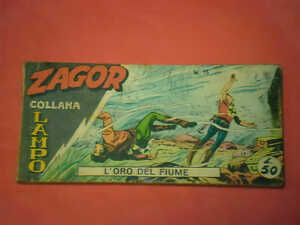 ZAGOR
COLLANA
LAMPO
L'ORO DEL FIUME
£ 50